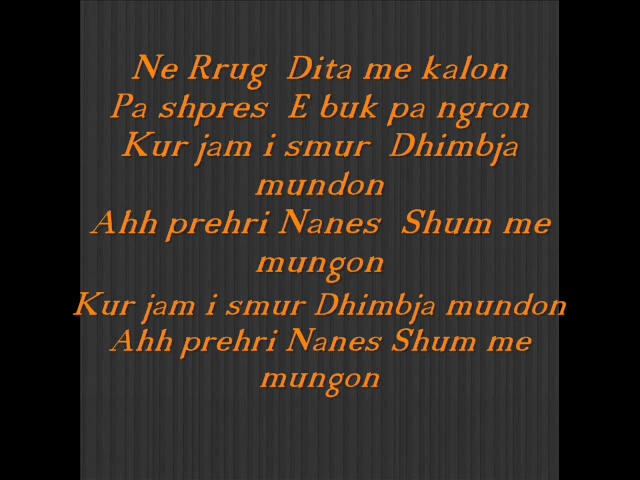 Ne Rrug Dita me kalon
Pa shpres E buk pa ngron
Kur jam i smur Dhimbja
mundon
Ahh prehri Nanes Shum me
mungon
Kur jam i smur Dhimbja mundon
Ahh prehri Nanes Shum me
mungon